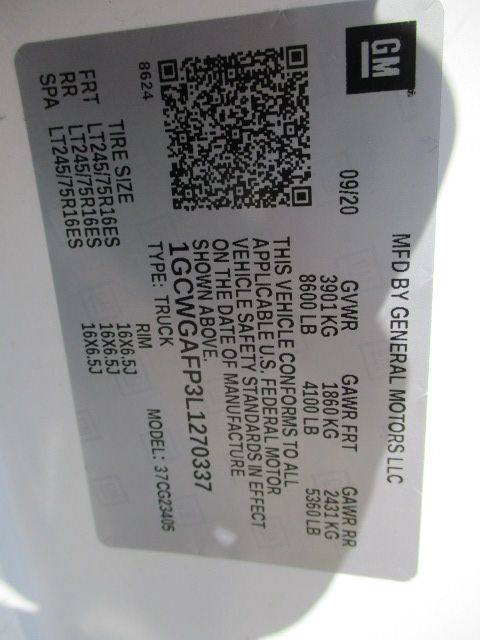 GM
MFD BY GENERAL MOTORS LLC
09/20 GVWR GAWR FRT GAWR RR
3901 KG 1860 KG 2431 KG
8600 LB 4100 LB 5360 LB
THIS VEHICLE CONFORMS TO ALL
APPLICABLE U.S. FEDERAL MOTOR
VEHICLE SAFETY STANDARDS IN EFFECT
ON THE DATE OF MANUFACTURE
SHOWN ABOVE.
1GCWGAFP3L1270337
TYPE: TRUCK MODEL: 37CG23405
8624
TIRE SIZE RIM
FRT LT245/75R16ES 16X6.5J
RR LT245/75R16ES 16X6.5J
SPA LT245/75R16ES 16X6.5J